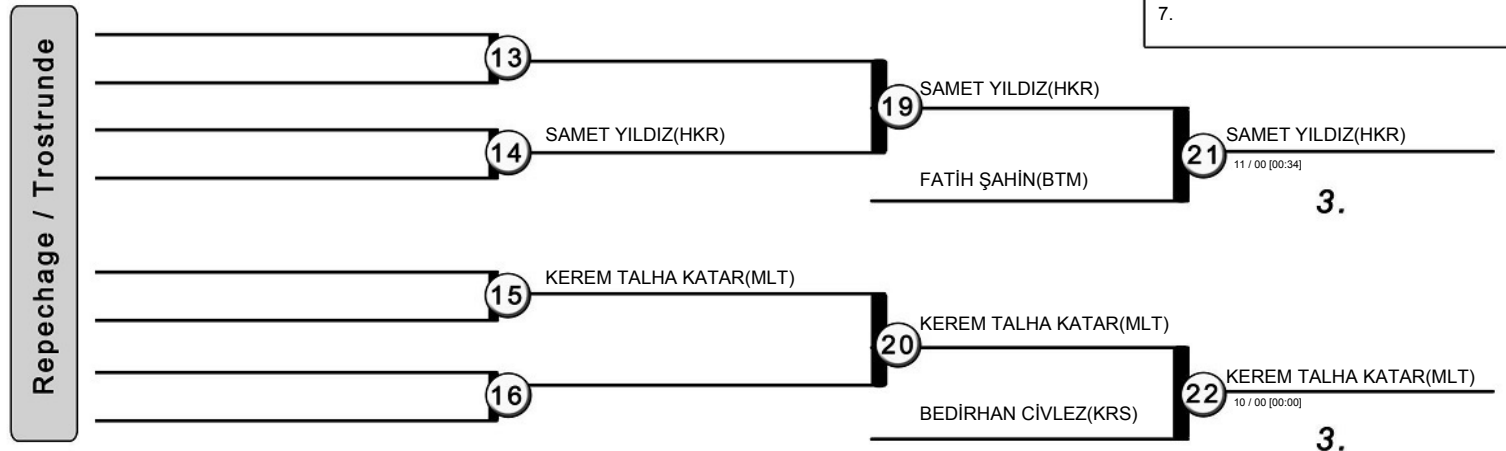 7.
Repechage / Trostrunde
13
SAMET YILDIZ(HKR)
19
SAMET YILDIZ(HKR)
14
SAMET YILDIZ(HKR)
21
11 / 00 [00:34]
FATİH ŞAHİN(BTM)
3.
KEREM TALHA KATAR(MLT)
15
KEREM TALHA KATAR(MLT)
20
KEREM TALHA KATAR(MLT)
16
22
10 / 00 [00:00]
BEDİRHAN CİVLEZ(KRS)
3.